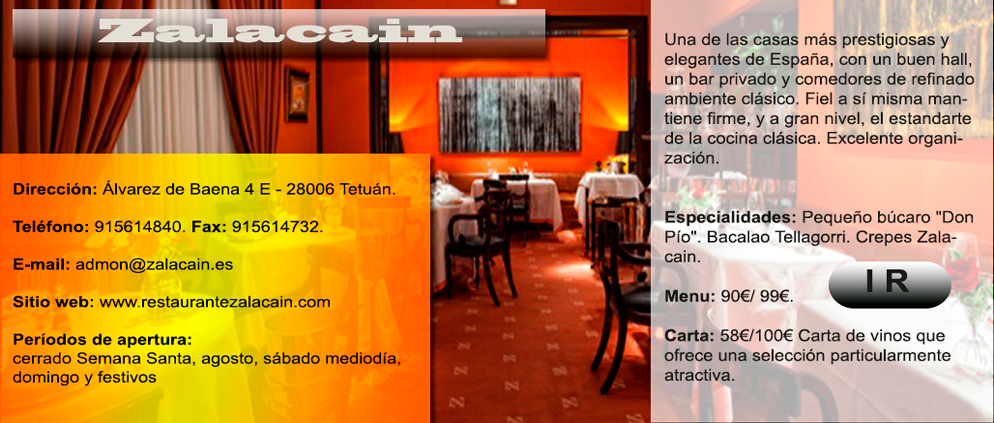 Zalacain
Dirección: Álvarez de Baena 4 E - 28006 Tetuán.
Teléfono: 915614840. Fax: 915614732.
E-mail: admon@zalacain.es
Sitio web: www.restaurantezalacain.com
Períodos de apertura:
cerrado Semana Santa, agosto, sábado mediodía,
domingo y festivos
Una de las casas más prestigiosas y
elegantes de España, con un buen hall,
un bar privado y comedores de refinado
ambiente clásico. Fiel a sí misma man-
tiene firme, y a gran nivel, el estandarte
de la cocina clásica. Excelente organi-
zación.
Especialidades: Pequeño búcaro "Don
Pío". Bacalao Tellagorri. Crepes Zala-
cain.
Menu: 90€/ 99€.
IR
Carta: 58€/100€ Carta de vinos que
ofrece una selección particularmente
atractiva.